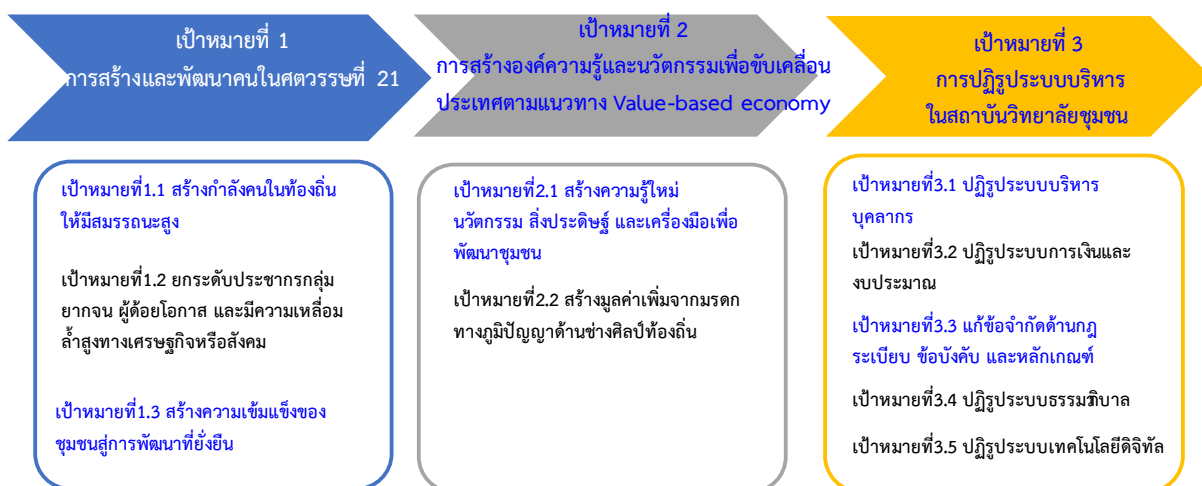 เป้าหมายที่ 1
การสร้างและพัฒนาคนในศตวรรษที่ 21
เป้าหมายที่ 2
การสร้างองค์ความรู้และนวัตกรรมเพื่อขับเคลื่อน
ประเทศตามแนวทาง Value-based economy
เป้าหมายที่ 3
การปฏิรูประบบบริหาร
ในสถาบันวิทยาลัยชุมชน
เป้าหมายที่1.1 สร้างกำลังคนในท้องถิ่น
ให้มีสมรรถนะสูง
เป้าหมายที่1.2 ยกระดับประชากรกลุ่ม
ยากจน ผู้ด้อยโอกาส และมีความเหลื่อม
ล้ำสูงทางเศรษฐกิจหรือสังคม
เป้าหมายที่1.3 สร้างความเข้มแข็งของ
ชุมชนสู่การพัฒนาที่ยั่งยืน
เป้าหมายที่2.1 สร้างความรู้ใหม่
นวัตกรรม สิ่งประดิษฐ์ และเครื่องมือเพื่อ
พัฒนาชุมชน
เป้าหมายที่2.2 สร้างมูลค่าเพิ่มจากมรดก
ทางภูมิปัญญาด้านช่างศิลป์ท้องถิ่น
เป้าหมายที่3.1 ปฏิรูประบบบริหาร
บุคลากร
เป้าหมายที่3.2 ปฏิรูประบบการเงินและ
งบประมาณ
เป้าหมายที่3.3 แก้ข้อจำกัดด้านกฎ
ระเบียบ ข้อบังคับ และหลักเกณฑ์
เป้าหมายที่3.4 ปฏิรูประบบธรรมาภิบาล
เป้าหมายที่3.5 ปฏิรูประบบเทคโนโลยีดิจิทัล